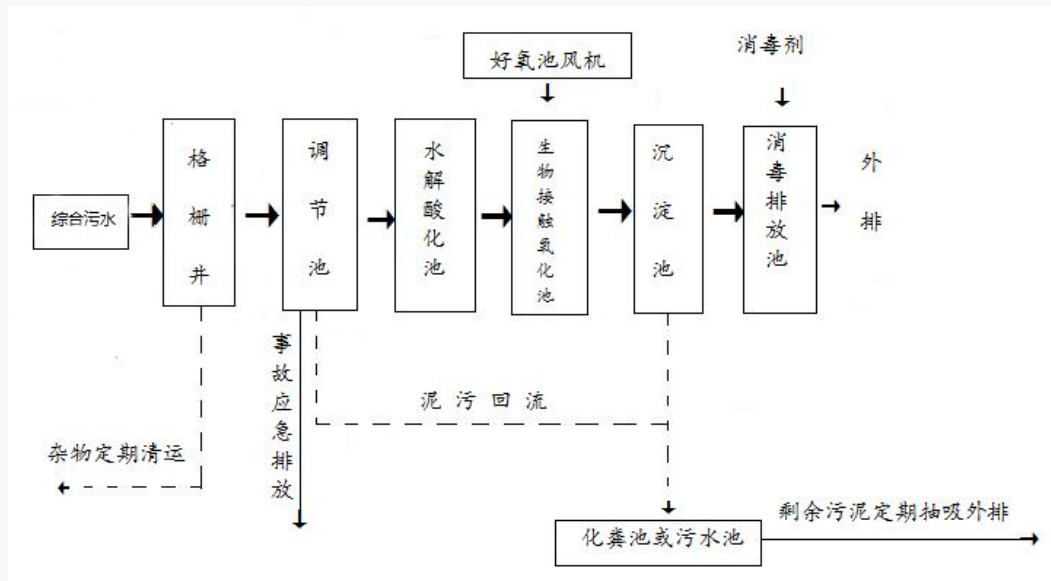 好氧池风机
消毒剂
综合污水
格栅井
调节池
水解酸化池
生物接触氧化池
沉淀池
消毒排放池
外排
事故应急排放
泥污回流
杂物定期清运
化粪池或污水池
剩余污泥定期抽吸外排